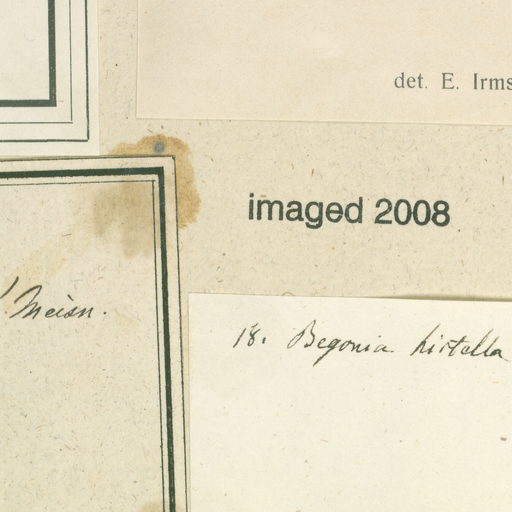 det. E. Irms
imaged 2008
Meisn.
18. Begonia hirtella